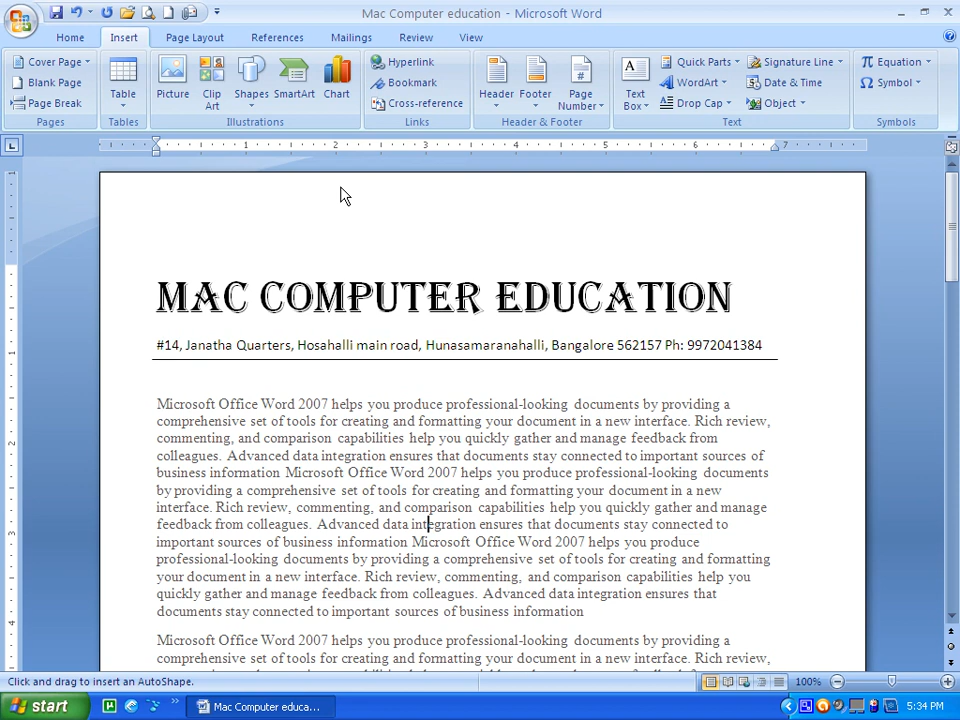 Mac Computer education - Microsoft Word
Home Insert Page Layout References Mailings Review View
Cover Page
Blank Page
Page Break
Pages
Table
Tables
Picture Clip Art Shapes SmartArt Chart
Illustrations
Hyperlink
Bookmark
Cross-reference
Links
Header Footer Page Number
Header & Footer
Text Box
Quick Parts
WordArt
Drop Cap
Signature Line
Date & Time
Object
Text
Equation
Symbol
Symbols
1 2 3 4 5 6 7
MAC COMPUTER EDUCATION
#14, Janatha Quarters, Hosahalli main road, Hunasamaranahalli, Bangalore 562157 Ph: 9972041384
Microsoft Office Word 2007 helps you produce professional-looking documents by providing a
comprehensive set of tools for creating and formatting your document in a new interface. Rich review,
commenting, and comparison capabilities help you quickly gather and manage feedback from
colleagues. Advanced data integration ensures that documents stay connected to important sources of
business information Microsoft Office Word 2007 helps you produce professional-looking documents
by providing a comprehensive set of tools for creating and formatting your document in a new
interface. Rich review, commenting, and comparison capabilities help you quickly gather and manage
feedback from colleagues. Advanced data integration ensures that documents stay connected to
important sources of business information Microsoft Office Word 2007 helps you produce
professional-looking documents by providing a comprehensive set of tools for creating and formatting
your document in a new interface. Rich review, commenting, and comparison capabilities help you
quickly gather and manage feedback from colleagues. Advanced data integration ensures that
documents stay connected to important sources of business information
Microsoft Office Word 2007 helps you produce professional-looking documents by providing a
comprehensive set of tools for creating and formatting your document in a new interface. Rich review,
Click and drag to insert an AutoShape.
100%
start
Mac Computer educa...
5:34 PM